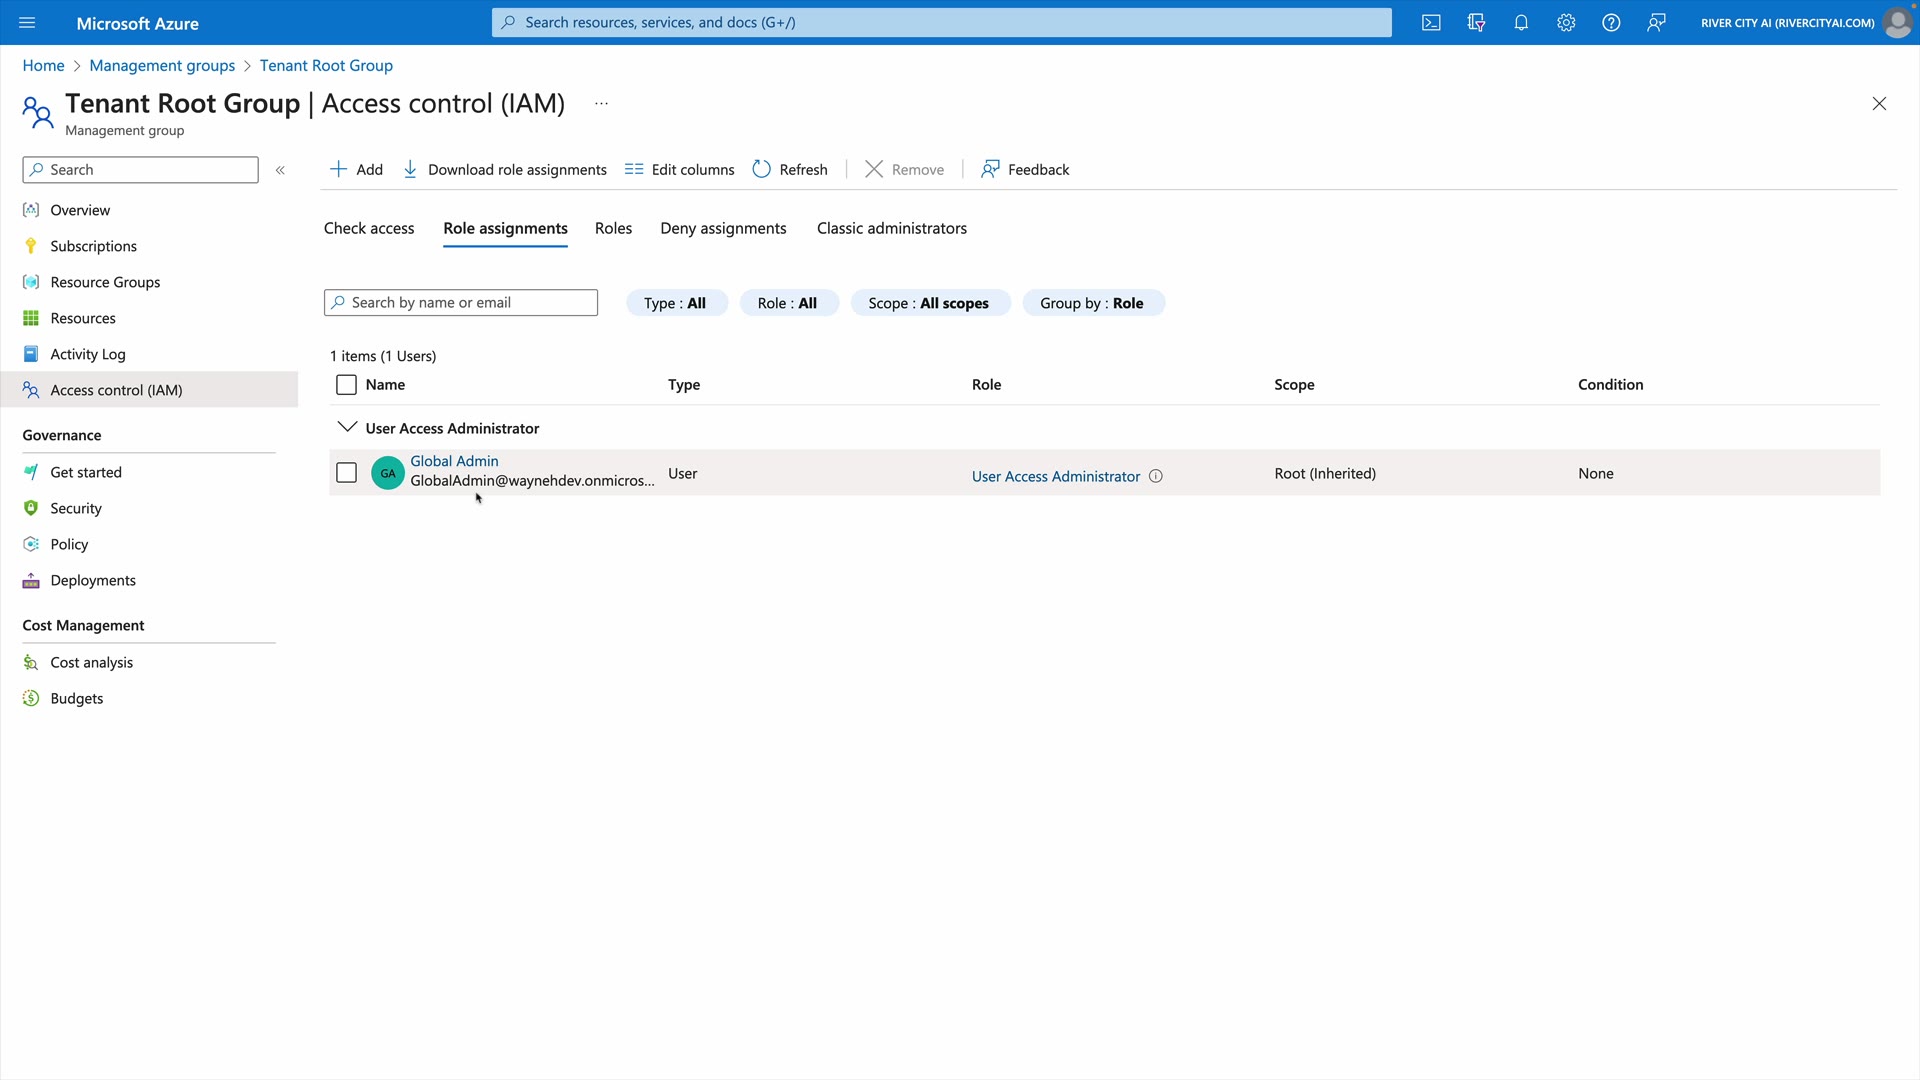 Microsoft Azure
Search resources, services, and docs (G+/)
RIVER CITY AI (RIVERCITYAI.COM)
Home > Management groups > Tenant Root Group
Tenant Root Group | Access control (IAM) ...
Management group
Search
«
Overview
Subscriptions
Resource Groups
Resources
Activity Log
Access control (IAM)
Governance
Get started
Security
Policy
Deployments
Cost Management
Cost analysis
Budgets
Add
Download role assignments
Edit columns
Refresh
Remove
Feedback
Check access
Role assignments
Roles
Deny assignments
Classic administrators
Search by name or email
Type : All
Role : All
Scope : All scopes
Group by : Role
1 items (1 Users)
Name Type Role Scope Condition
User Access Administrator
GA
Global Admin
GlobalAdmin@waynehdev.onmicros...
User
User Access Administrator
Root (Inherited)
None